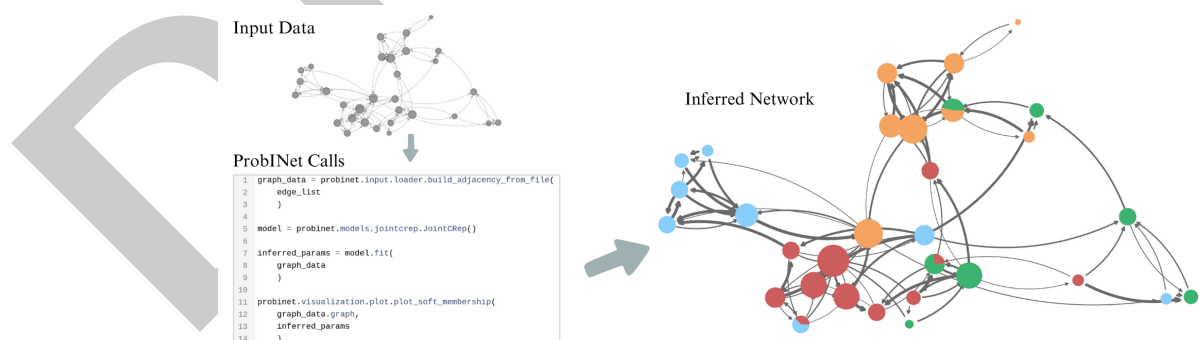 Input Data
ProbINet Calls
1 graph_data = probinet.input.loader.build_adjacency_from_file(
2 edge_list
3 )
4
5 model = probinet.models.jointcrep.JointCRep()
6
7 inferred_params = model.fit(
8 graph_data
9 )
10
11 probinet.visualization.plot.plot_soft_membership(
12 graph_data.graph,
13 inferred_params
14 )
Inferred Network